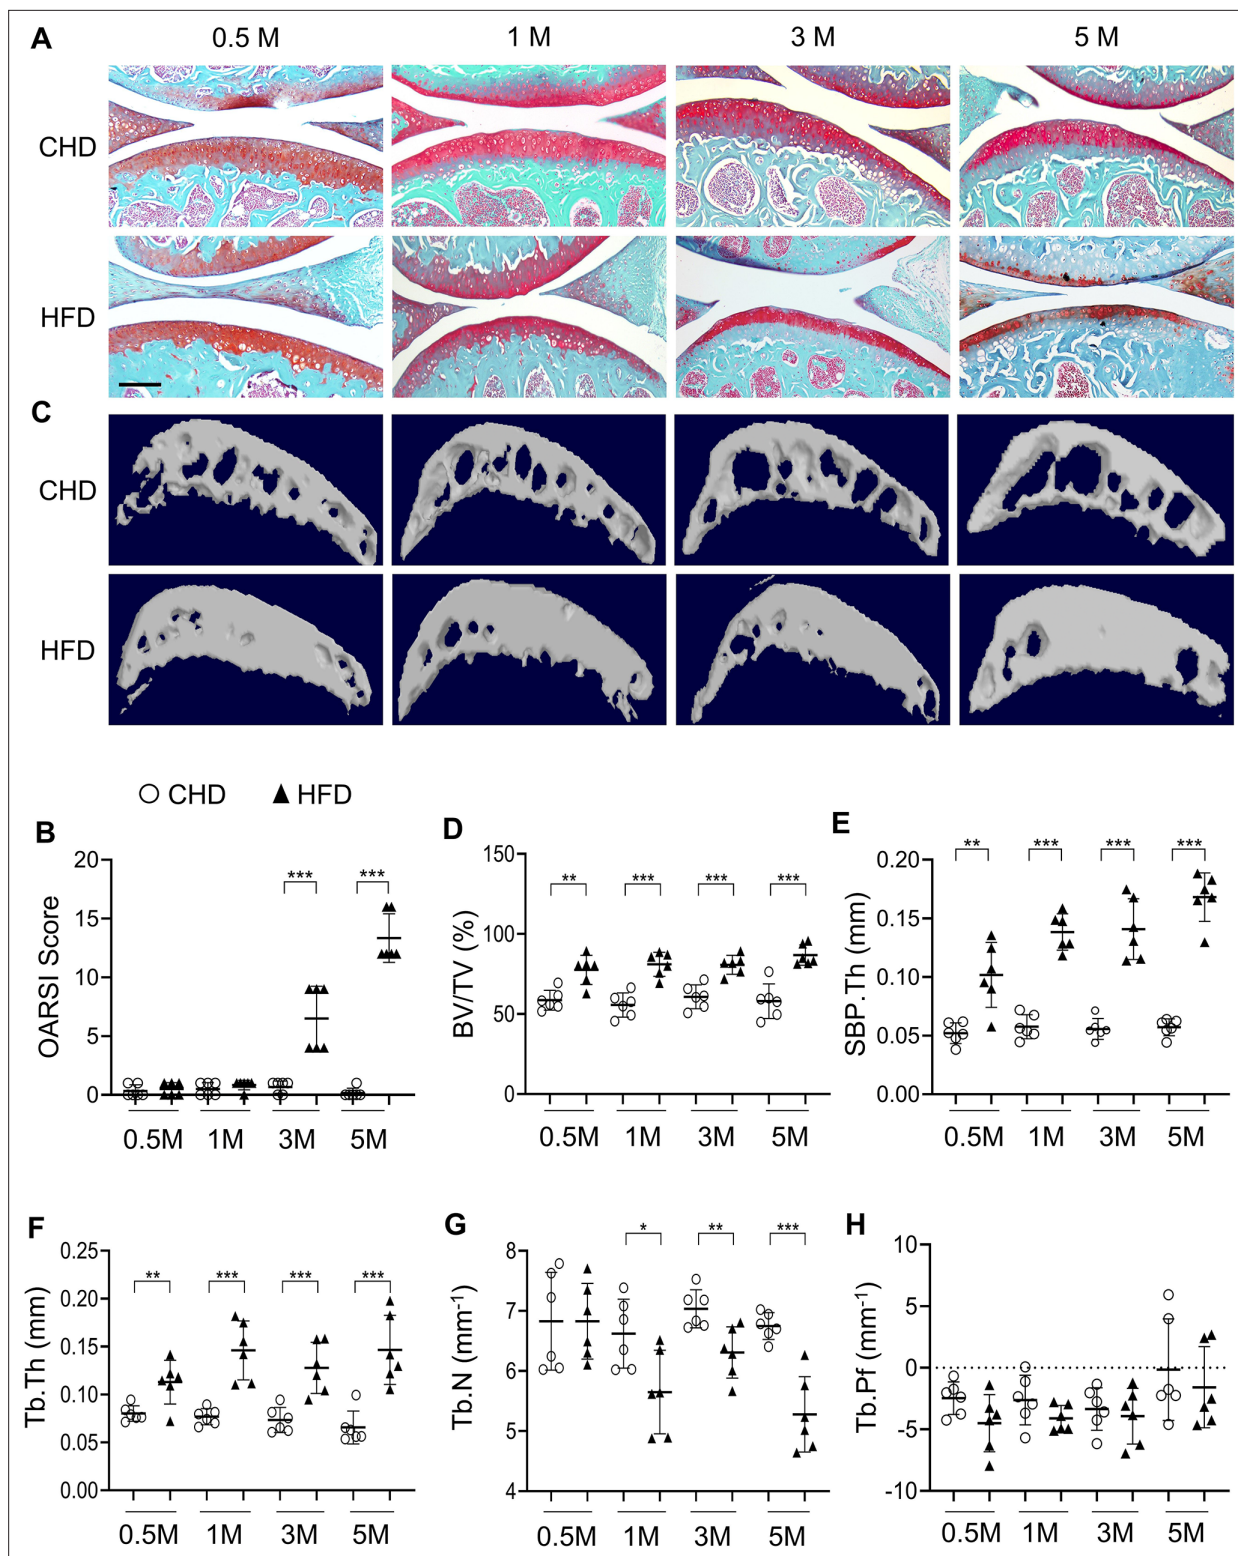 A
0.5 M 1 M 3 M 5 M
CHD
HFD
C
CHD
HFD
CHD HFD
B
OARSI Score
20
15
10
5
0
*** ***
0.5M 1M 3M 5M
D
BV/TV (%)
150
100
50
0
** *** *** ***
0.5M 1M 3M 5M
E
SBP.Th (mm)
0.20
0.15
0.10
0.05
0.00
** *** *** ***
0.5M 1M 3M 5M
F
Tb.Th (mm)
0.25
0.20
0.15
0.10
0.05
0.00
** *** *** ***
0.5M 1M 3M 5M
G
Tb.N (mm⁻¹)
8
7
6
5
4
* ** ***
0.5M 1M 3M 5M
H
Tb.Pf (mm⁻¹)
10
5
0
-5
-10
0.5M 1M 3M 5M